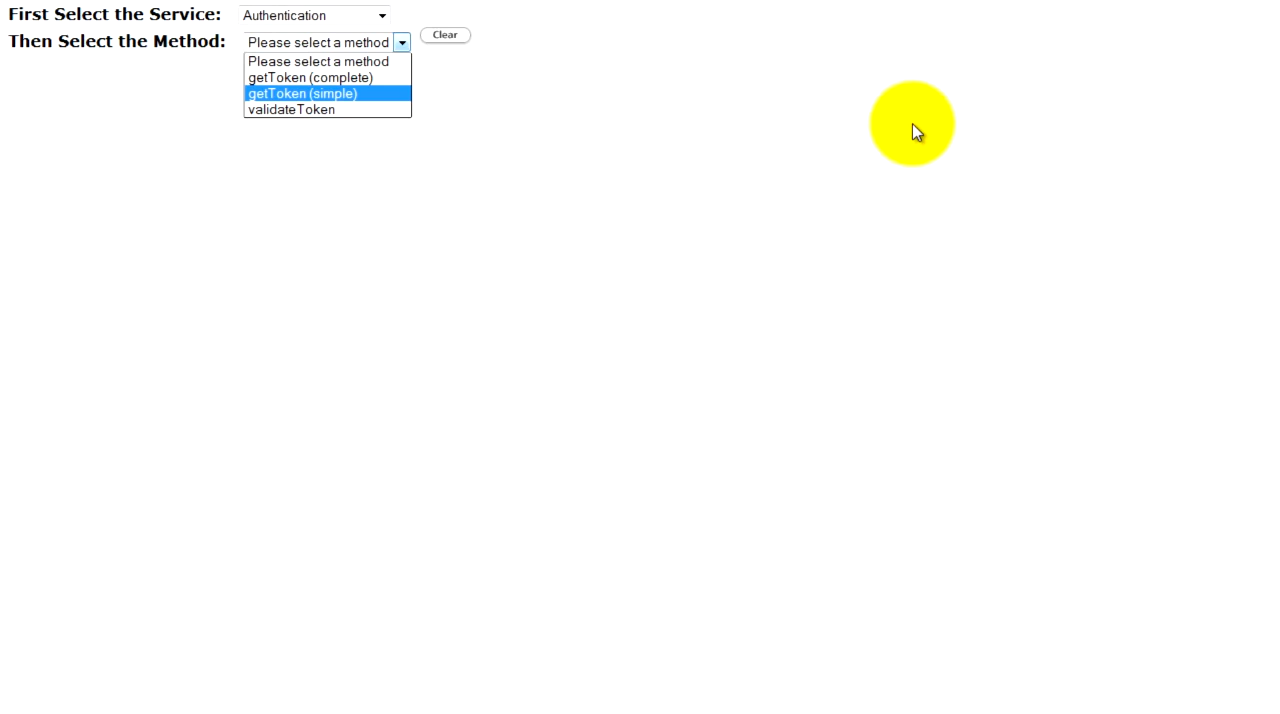 First Select the Service: Authentication
Then Select the Method: Please select a method Clear
Please select a method
getToken (complete)
getToken (simple)
validateToken